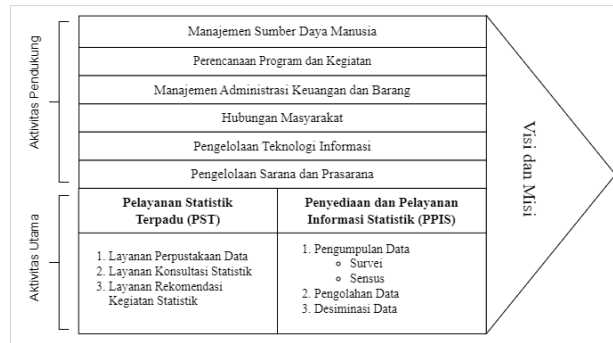 Aktivitas Pendukung
Manajemen Sumber Daya Manusia
Perencanaan Program dan Kegiatan
Manajemen Administrasi Keuangan dan Barang
Hubungan Masyarakat
Pengelolaan Teknologi Informasi
Pengelolaan Sarana dan Prasarana
Aktivitas Utama
Pelayanan Statistik
Terpadu (PST)
1. Layanan Perpustakaan Data
2. Layanan Konsultasi Statistik
3. Layanan Rekomendasi
Kegiatan Statistik
Penyediaan dan Pelayanan
Informasi Statistik (PPIS)
1. Pengumpulan Data
Survei
Sensus
2. Pengolahan Data
3. Desiminasi Data
Visi dan Misi